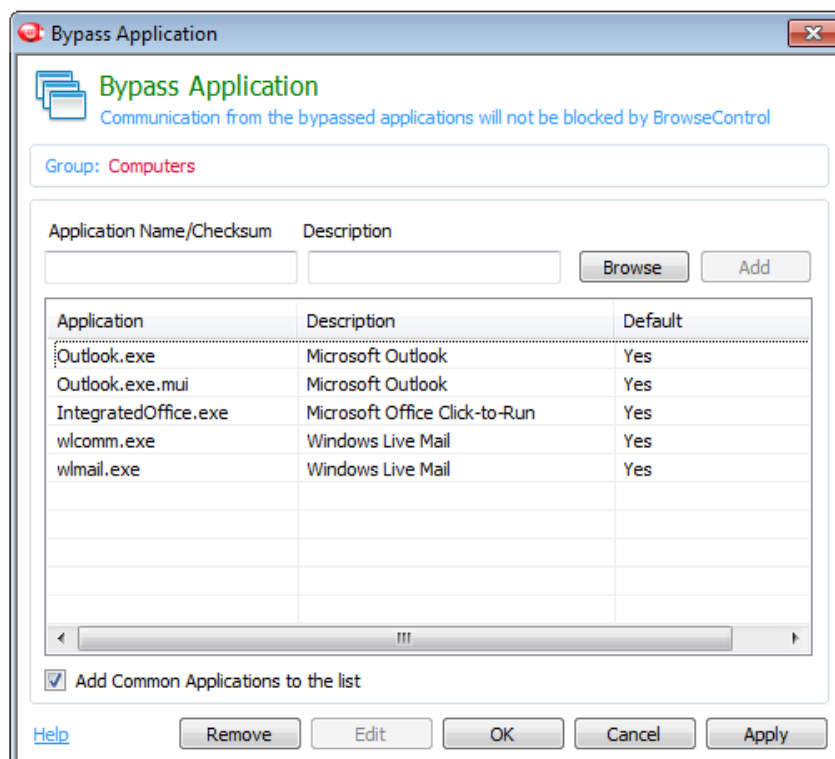 Bypass Application
Bypass Application
Communication from the bypassed applications will not be blocked by BrowseControl
Group: Computers
Application Name/Checksum Description
Browse Add
Application Description Default
Outlook.exe Microsoft Outlook Yes
Outlook.exe.mui Microsoft Outlook Yes
IntegratedOffice.exe Microsoft Office Click-to-Run Yes
wlcomm.exe Windows Live Mail Yes
wlmail.exe Windows Live Mail Yes
Add Common Applications to the list
Help Remove Edit OK Cancel Apply